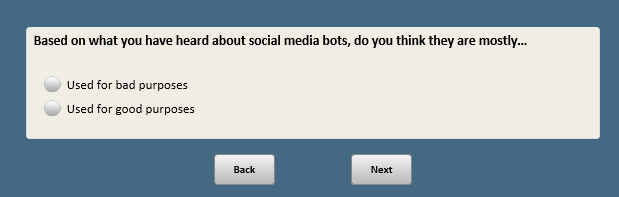 Based on what you have heard about social media bots, do you think they are mostly...
Used for bad purposes
Used for good purposes
Back
Next